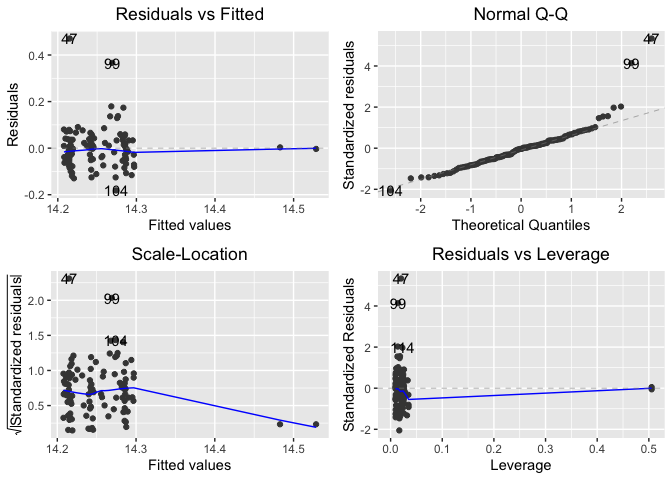 Residuals vs Fitted
Residuals
0.4
0.2
0.0
-0.2
47
99
104
14.2 14.3 14.4 14.5
Fitted values
Normal Q-Q
Standardized residuals
4
2
0
-2
47
99
104
-2 -1 0 1 2
Theoretical Quantiles
Scale-Location
√|Standardized residuals|
2.0
1.5
1.0
0.5
47
99
104
14.2 14.3 14.4 14.5
Fitted values
Residuals vs Leverage
Standardized Residuals
4
2
0
-2
47
99
0.0 0.1 0.2 0.3 0.4 0.5
Leverage